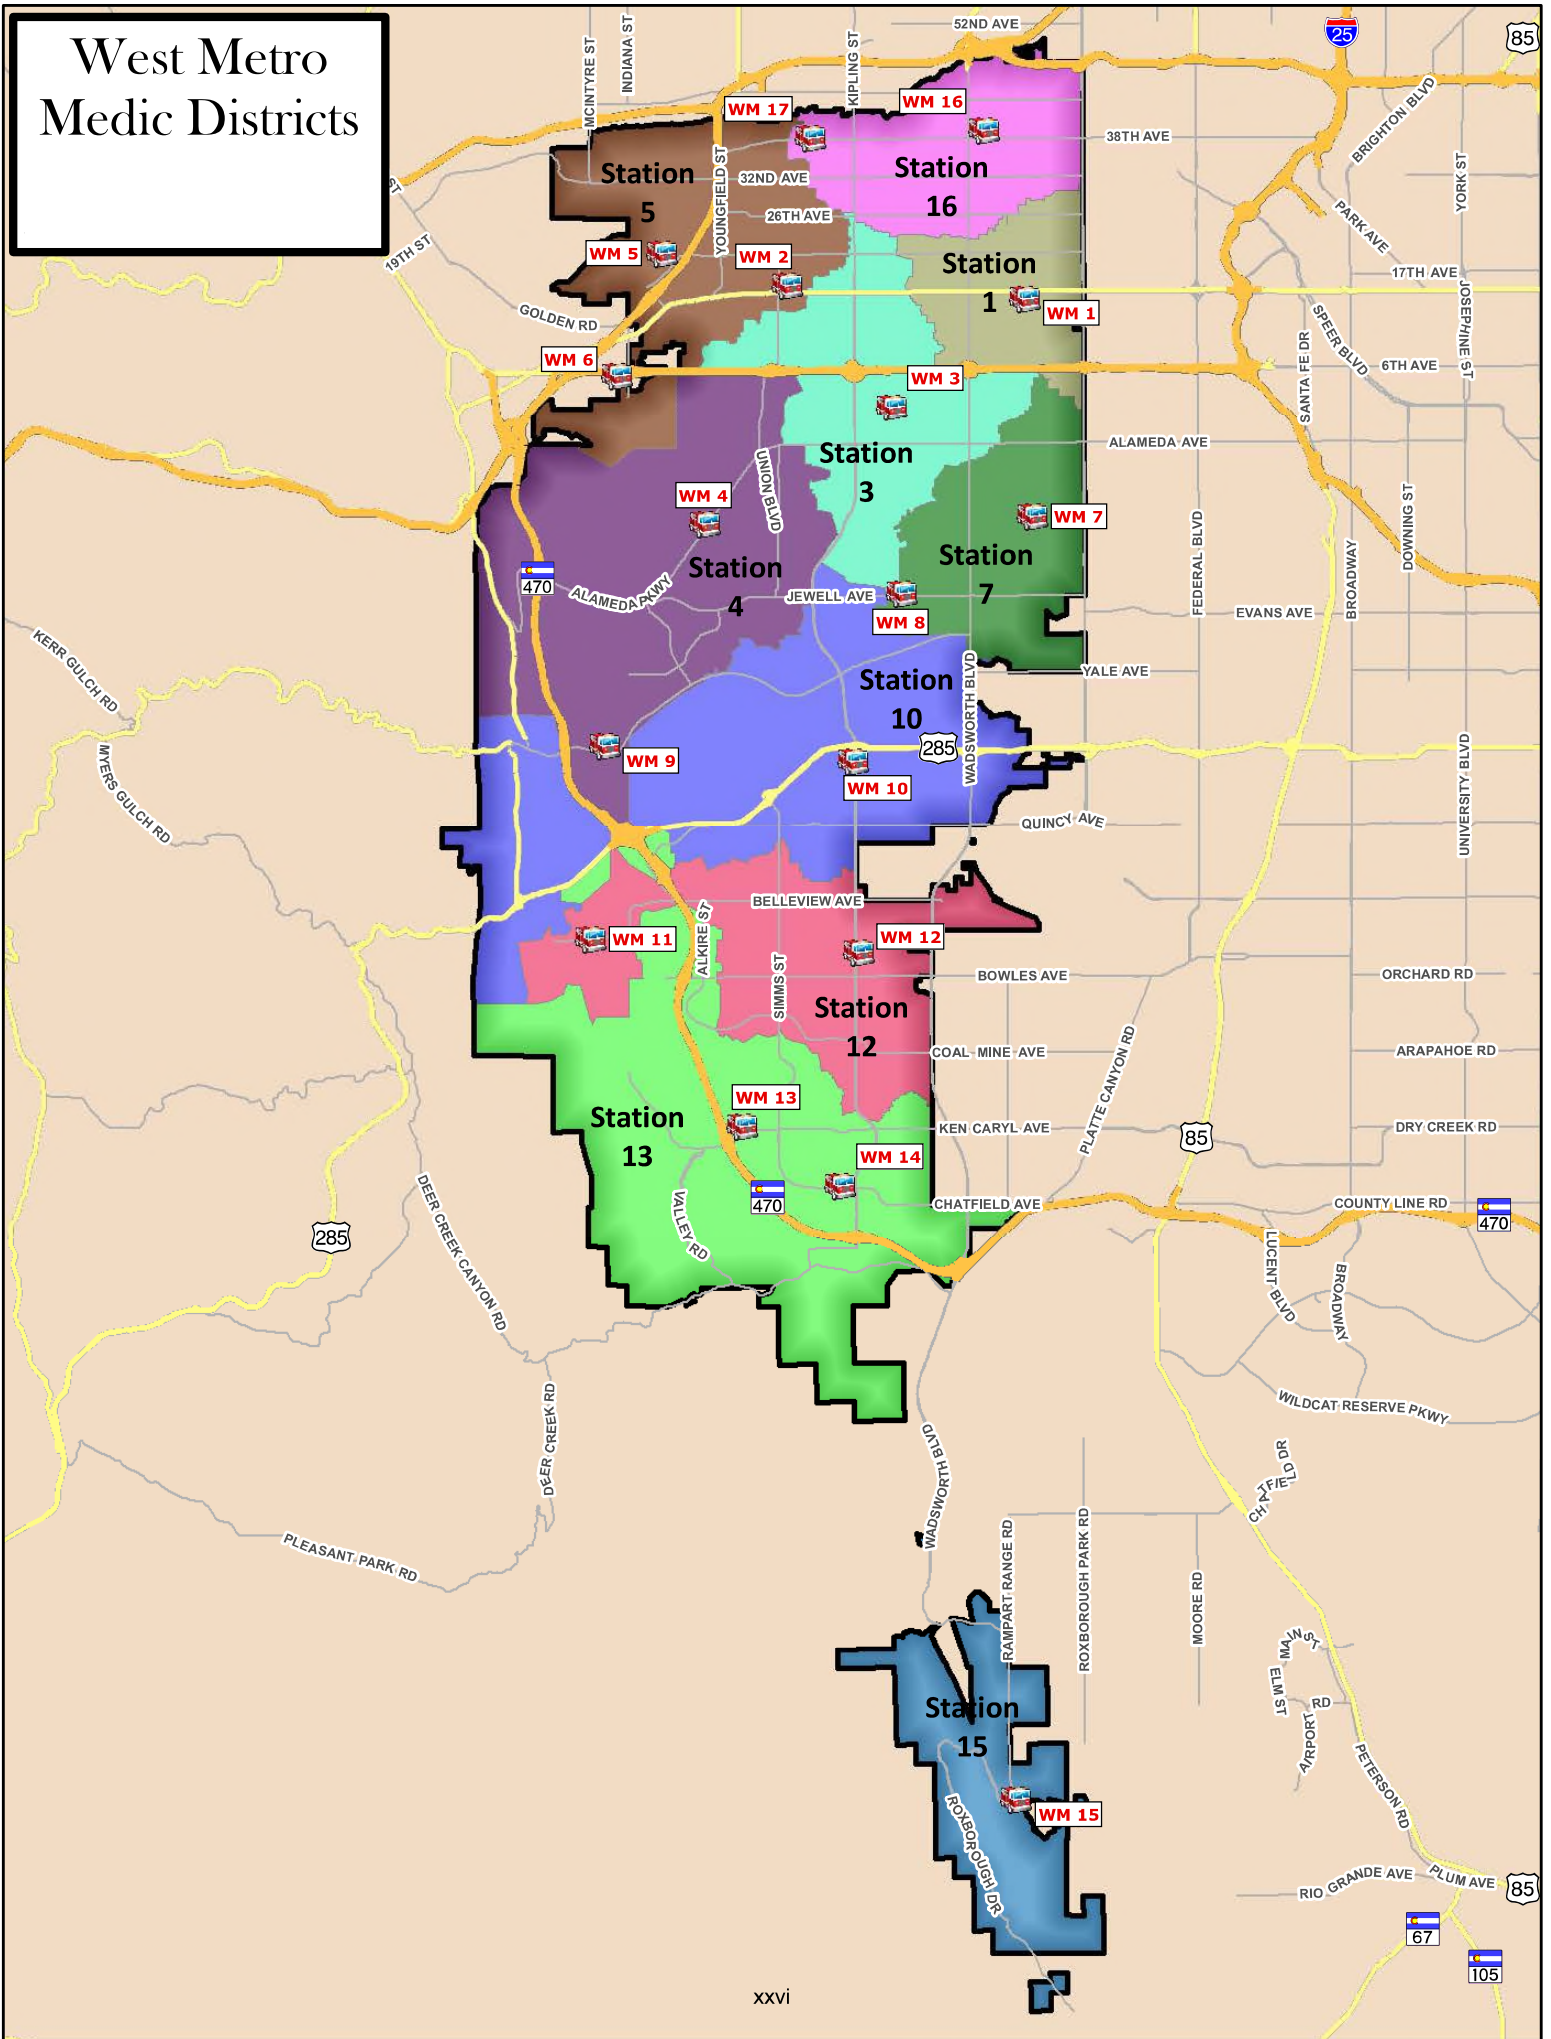 West Metro
Medic Districts
52ND AVE
MCINTYRE ST
INDIANA ST
KIPLING ST
25
85
WM 17
WM 16
38TH AVE
BRIGHTON BLVD
Station
5
YOUNGFIELD ST
32ND AVE
Station
16
YORK ST
ST
26TH AVE
PARK AVE
19TH ST
WM 5
WM 2
Station
1
17TH AVE
GOLDEN RD
WM 1
SPEER BLVD
JOSEPHINE ST
WM 6
WM 3
SANTA FE DR
6TH AVE
ALAMEDA AVE
UNION BLVD
Station
3
WM 4
WM 7
FEDERAL BLVD
DOWNING ST
BROADWAY
470
Station
4
Station
7
ALAMEDA PKWY
JEWELL AVE
WM 8
EVANS AVE
KERR GULCH RD
WADSWORTH BLVD
YALE AVE
Station
10
MYERS GULCH RD
285
WM 9
WM 10
UNIVERSITY BLVD
QUINCY AVE
BELLEVIEW AVE
WM 11
ALKIRE ST
WM 12
SIMMS ST
BOWLES AVE
ORCHARD RD
Station
12
COAL MINE AVE
ARAPAHOE RD
PLATTE CANYON RD
WM 13
Station
13
KEN CARYL AVE
85
DRY CREEK RD
WM 14
DEER CREEK CANYON RD
VALLEY RD
470
CHATFIELD AVE
COUNTY LINE RD
470
285
LUCENT BLVD
BROADWAY
DEER CREEK RD
WILDCAT RESERVE PKWY
WADSWORTH BLVD
CHATFIELD DR
PLEASANT PARK RD
RAMPART RANGE RD
ROXBOROUGH PARK RD
MOORE RD
MAIN ST
ELM ST
Station
15
AIRPORT RD
PETERSON RD
WM 15
ROXBOROUGH DR
RIO GRANDE AVE
PLUM AVE
85
67
105
xxvi